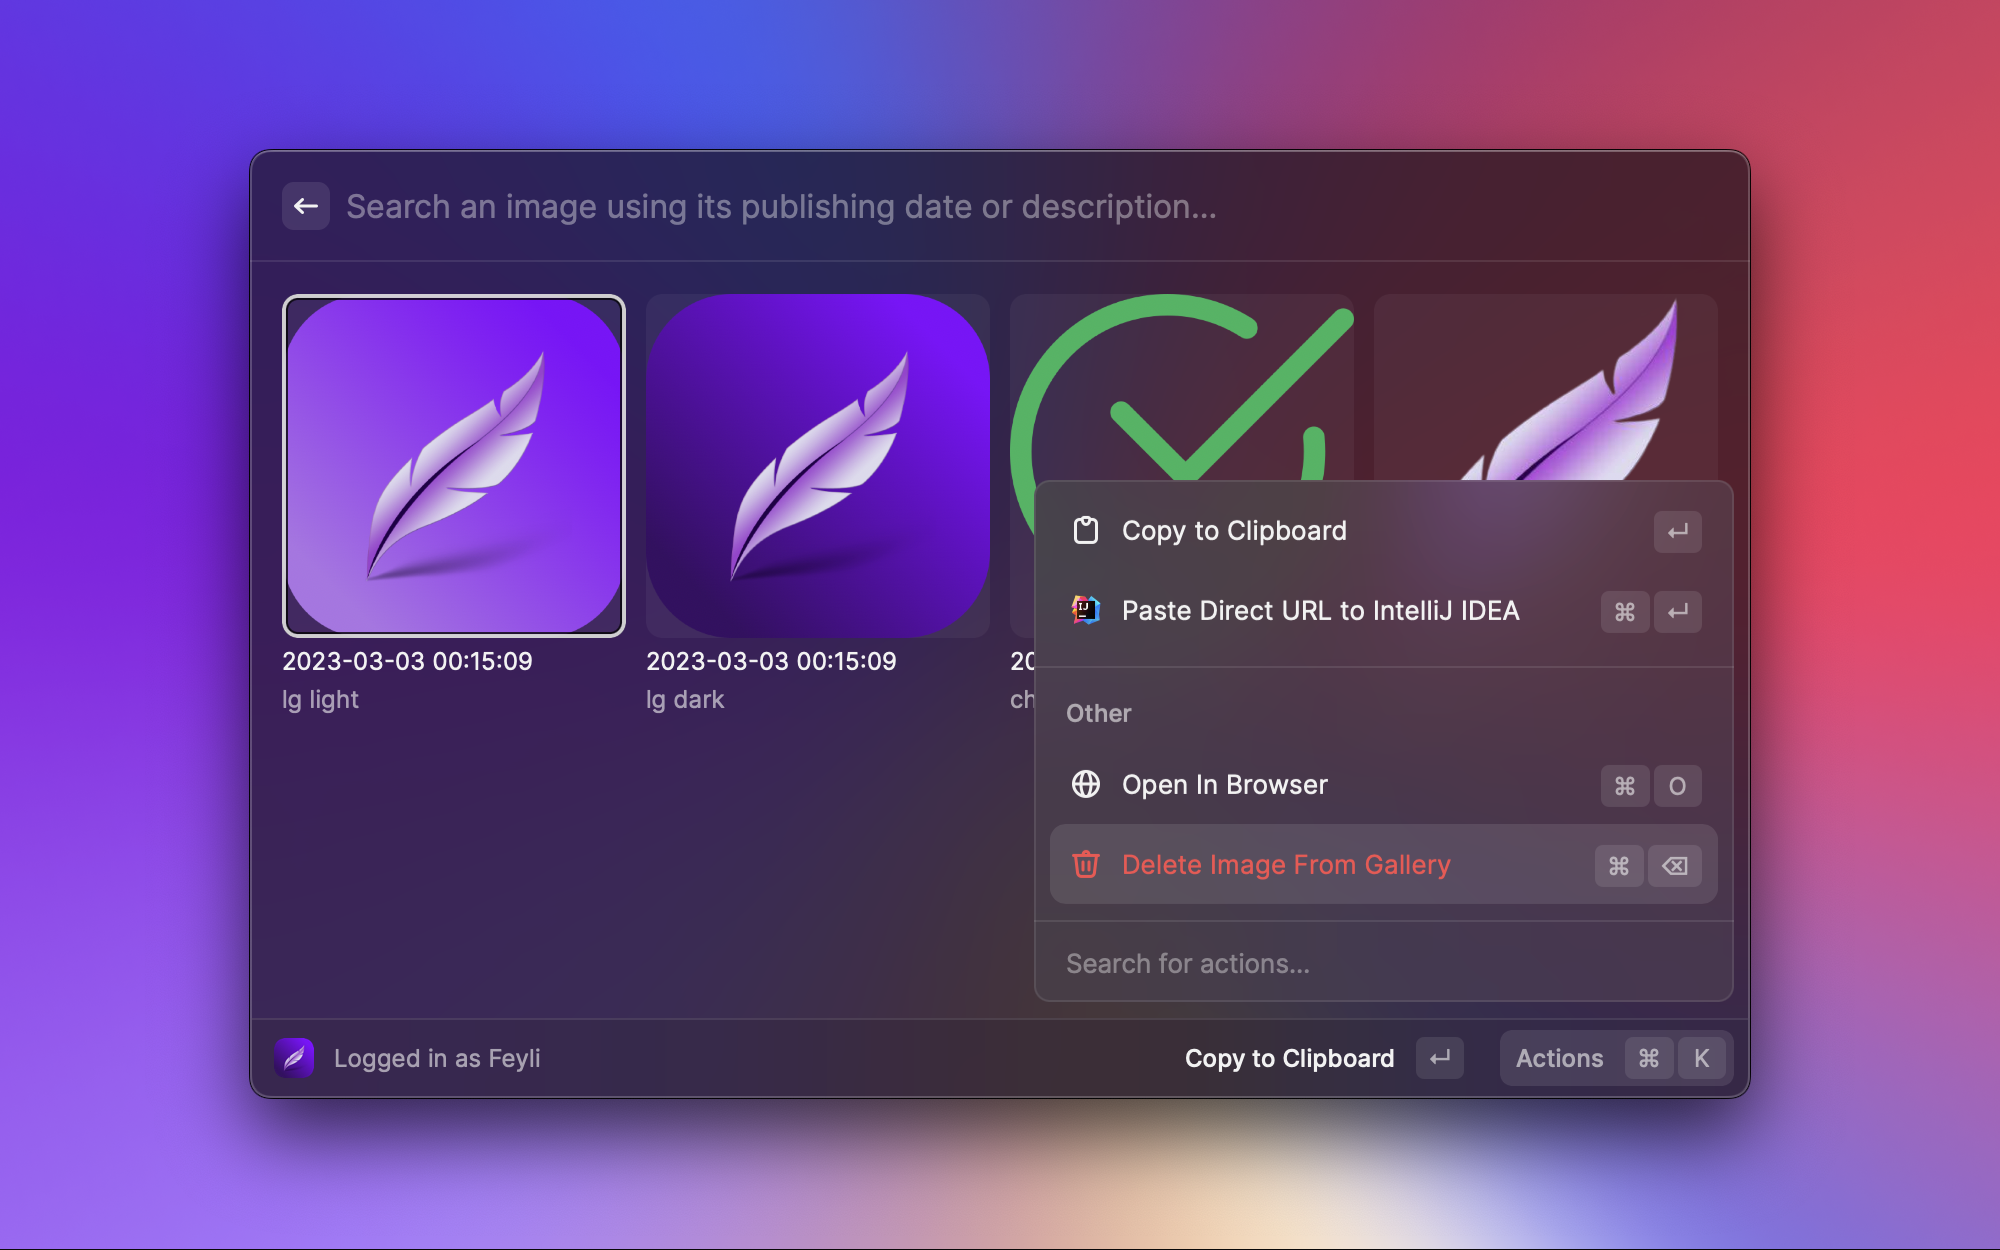 Search an image using its publishing date or description...
2023-03-03 00:15:09
lg light
2023-03-03 00:15:09
lg dark
Copy to Clipboard
Paste Direct URL to IntelliJ IDEA ⌘
Other
Open In Browser ⌘ O
Delete Image From Gallery ⌘
Search for actions...
Logged in as Feyli
Copy to Clipboard
Actions ⌘ K